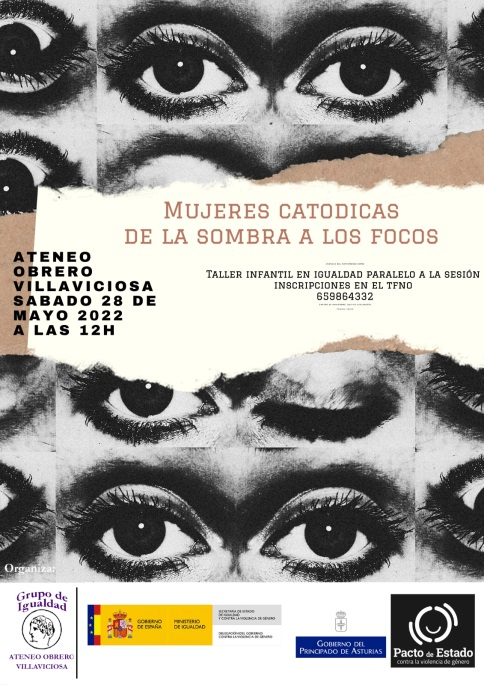 MUJERES CATODICAS
DE LA SOMBRA A LOS FOCOS
ATENEO
OBRERO
VILLAVICIOSA
SABADO 28 DE
MAYO 2022
A LAS 12H
TALLER INFANTIL EN IGUALDAD PARALELO A LA SESIÓN
INSCRIPCIONES EN EL TFNO
659864332
Organiza:
Grupo de
Igualdad
ATENEO OBRERO
VILLAVICIOSA
GOBIERNO
DE ESPAÑA
MINISTERIO
DE IGUALDAD
SECRETARÍA DE ESTADO
DE IGUALDAD
Y CONTRA LA VIOLENCIA DE GÉNERO
DELEGACIÓN DEL GOBIERNO
CONTRA LA VIOLENCIA DE GÉNERO
GOBIERNO DEL
PRINCIPADO DE ASTURIAS
Pacto de Estado
contra la violencia de género